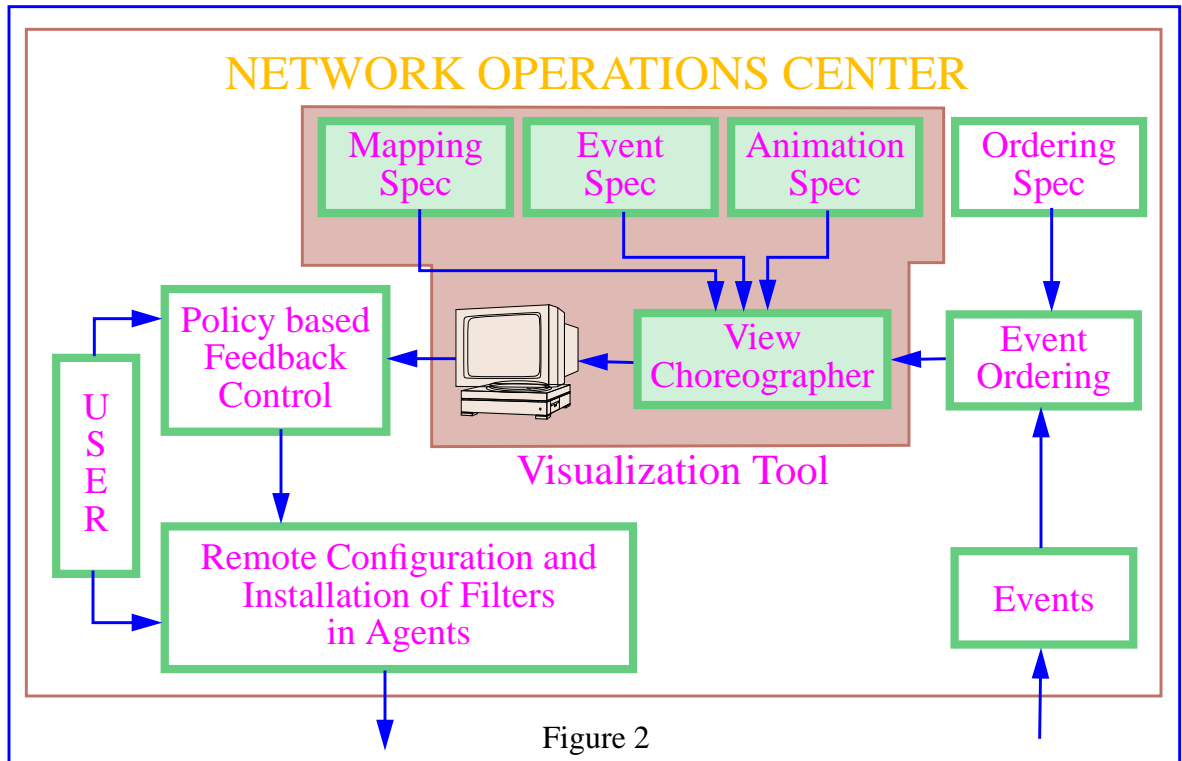 NETWORK OPERATIONS CENTER
Mapping
Spec
Event
Spec
Animation
Spec
Ordering
Spec
Policy based
Feedback
Control
View
Choreographer
Event
Ordering
U
S
E
R
Visualization Tool
Remote Configuration and
Installation of Filters
in Agents
Events
Figure 2